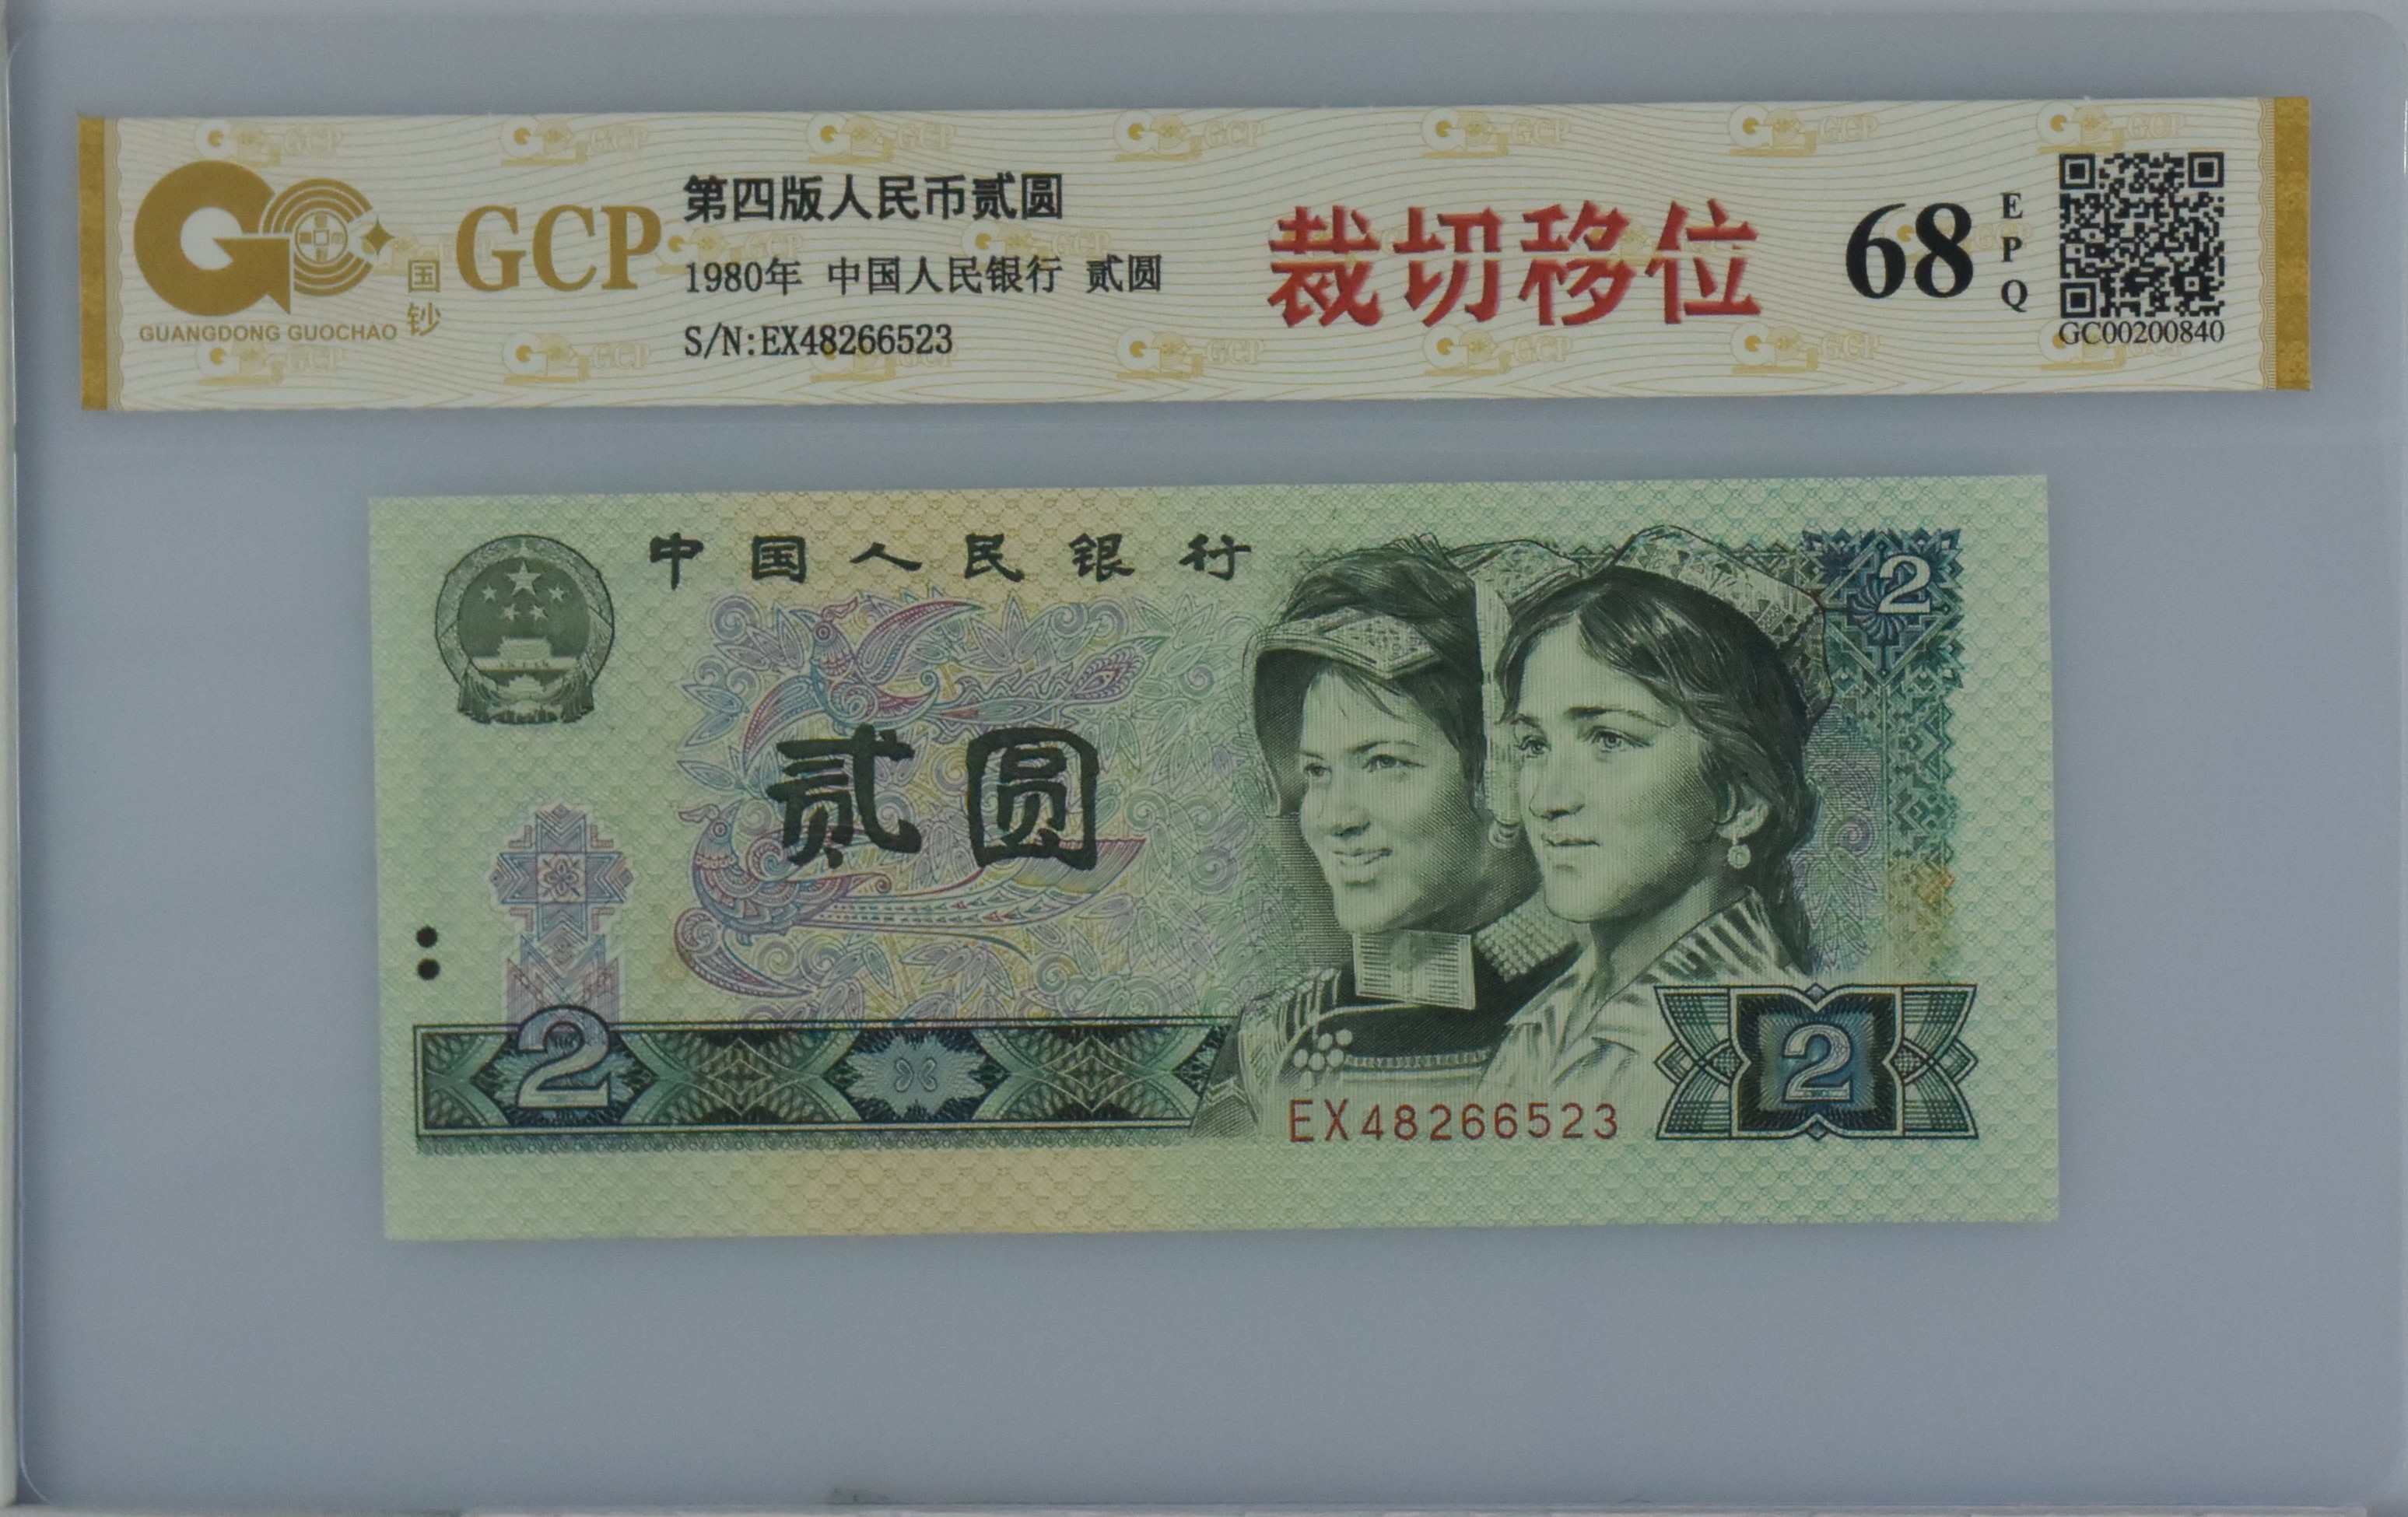 GCP
国钞
GUANGDONG GUOCHAO
第四版人民币贰圆
1980年 中国人民银行 贰圆
S/N:EX48266523
裁切移位
68
EPQ
GC00200840
中国人民银行
2
贰圆
2
2
EX48266523